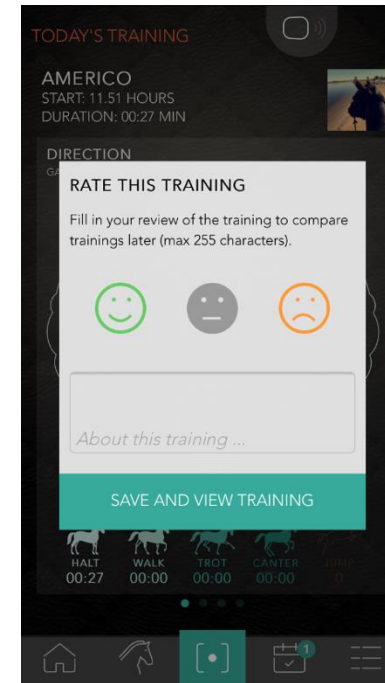 TODAY'S TRAINING
AMERICO
START: 11.51 HOURS
DURATION: 00:27 MIN
DIRECTION
GA
RATE THIS TRAINING
Fill in your review of the training to compare
trainings later (max 255 characters).
About this training ...
SAVE AND VIEW TRAINING
HALT WALK TROT CANTER JUMP
00:27 00:00 00:00 00:00 0
1